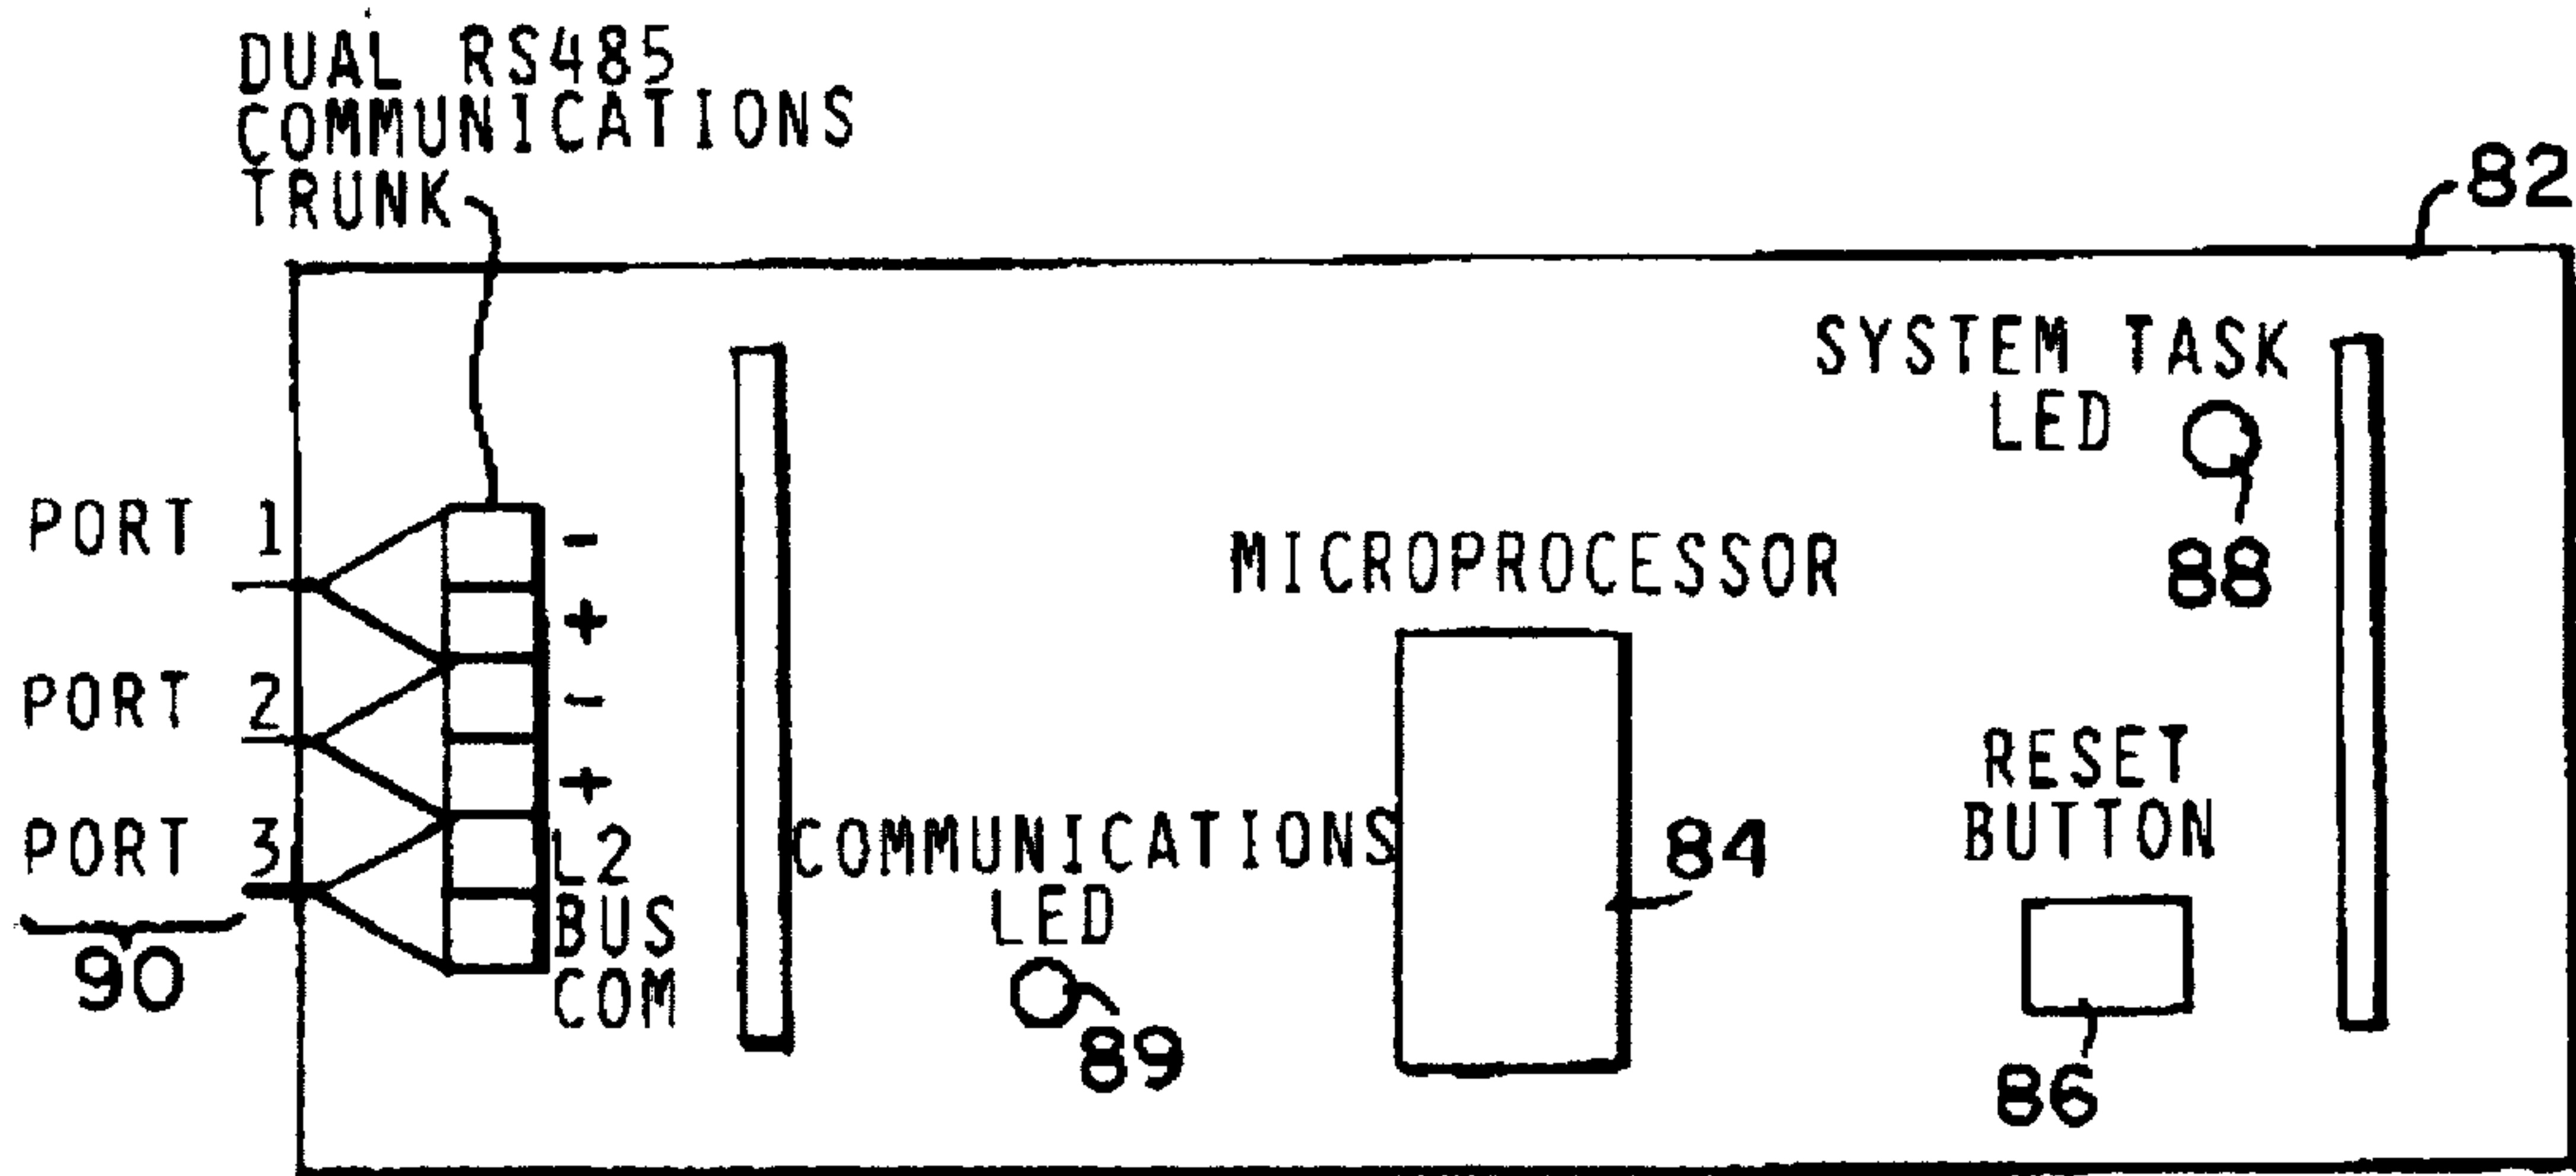 DUAL RS485
COMMUNICATIONS
TRUNK
82
SYSTEM TASK
LED
88
PORT 1
-
+
MICROPROCESSOR
PORT 2
-
+
RESET
BUTTON
PORT 3
L2
BUS
COM
COMMUNICATIONS
LED
84
90
89
86